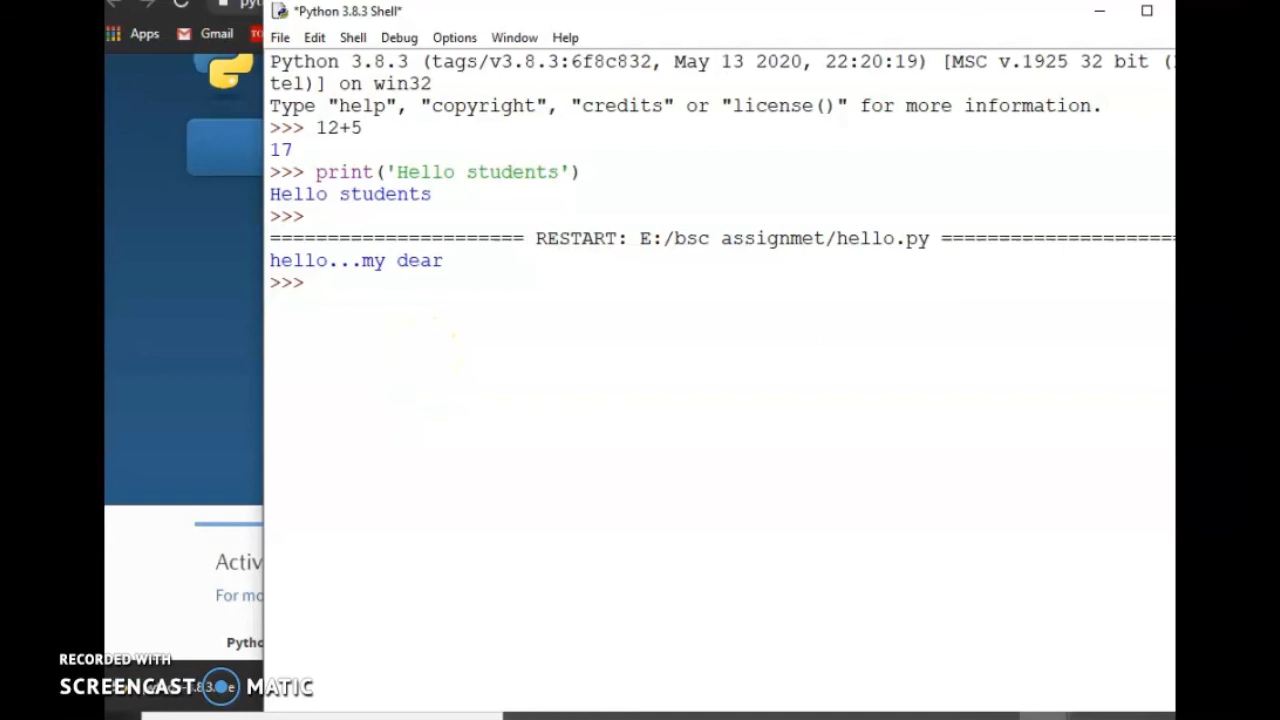 *Python 3.8.3 Shell*
Apps Gmail
File Edit Shell Debug Options Window Help
Python 3.8.3 (tags/v3.8.3:6f8c832, May 13 2020, 22:20:19) [MSC v.1925 32 bit (
tel)] on win32
Type "help", "copyright", "credits" or "license()" for more information.
>>> 12+5
17
>>> print('Hello students')
Hello students
>>>
====================== RESTART: E:/bsc assignmet/hello.py =====================
hello...my dear
>>>
Activ
For mo
Pytho
RECORDED WITH
SCREENCAST MATIC